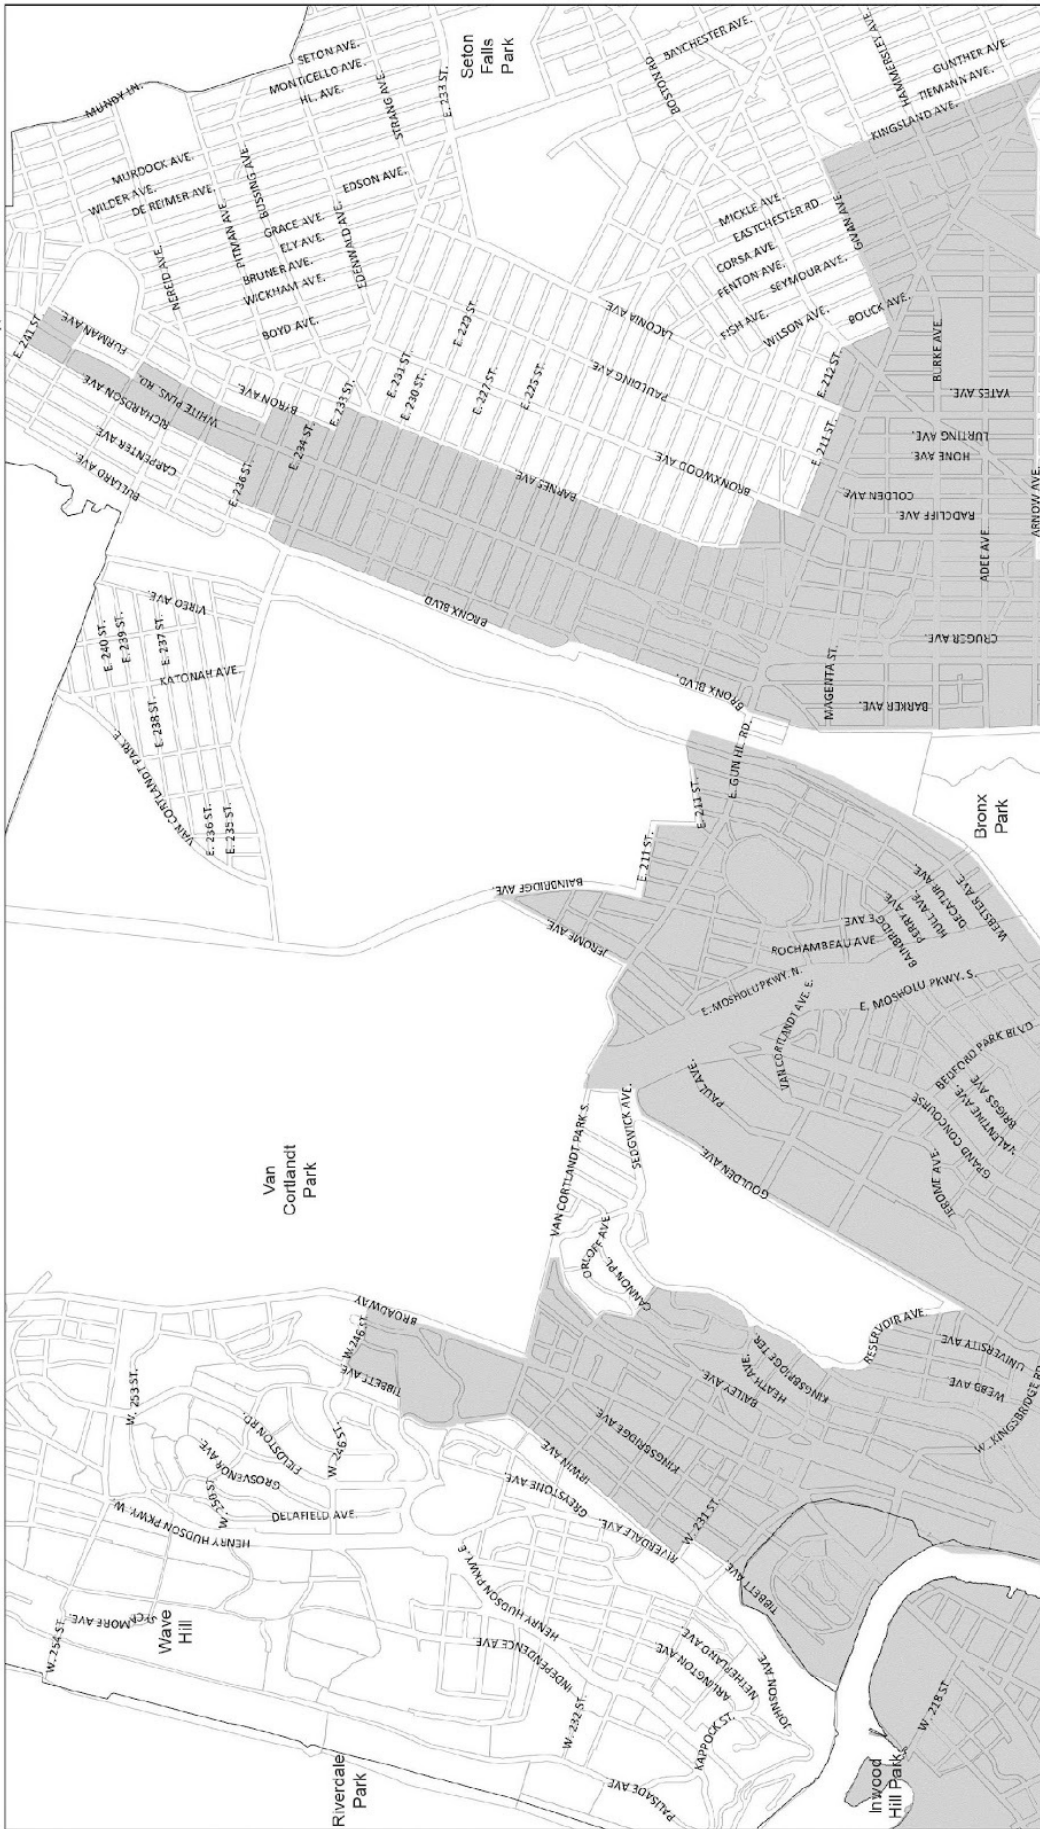 MUNDY LN.
SETON AVE.
MONTICELLO AVE.
HL. AVE.
STRANG AVE.
E. 233 ST.
Seton
Falls
Park
BAYCHESTER AVE.
BOSTON RD
HAMMERSLEY AVE.
GUNTHER AVE.
TIEMANN AVE.
KINGSLAND AVE.
MURDOCK AVE.
WILDER AVE.
DE REIMER AVE.
PITMAN AVE.
BUSSING AVE.
EDSON AVE.
GRACE AVE.
ELY AVE.
BRUNER AVE.
WICKHAM AVE.
EDENWALD AVE.
NEREID AVE.
BOYD AVE.
MICKLE AVE.
EASTCHESTER RD
CORSA AVE.
FENTON AVE.
SEYMOUR AVE.
GIVAN AVE.
FISH AVE.
WILSON AVE.
BOUCK AVE.
E. 241 ST.
FURMAN AVE.
WHITE PLNS. RD.
RICHARDSON AVE.
CARPENTER AVE.
BULLARD AVE.
BYRON AVE.
E. 236 ST.
E. 234 ST.
E. 233 ST.
E. 231 ST.
E. 230 ST.
E. 229 ST.
E. 227 ST.
E. 225 ST.
LACONIA AVE.
PAULDING AVE.
BRONXWOOD AVE.
BARNES AVE
E. 212 ST.
E. 211 ST.
BURKE AVE.
YATES AVE.
LURTING AVE.
HONE AVE.
COLDEN AVE.
RADCLIFF AVE.
ADEE AVE.
ARNOW AVE.
CRUGER AVE.
BARKER AVE.
MAGENTA ST.
BRONX BLVD
BRONX BLVD.
VIREO AVE.
E. 240 ST.
E. 239 ST.
E. 237 ST.
KATONAH AVE.
E. 238 ST.
VAN CORTLANDT PARK E.
E. 236 ST.
E. 235 ST.
E. GUN HL. RD.
E. 211 ST.
E. 211 ST.
BAINBRIDGE AVE.
JEROME AVE.
Bronx
Park
WEBSTER AVE.
DECATUR AVE.
HULL AVE.
PERRY AVE.
BAINBRIDGE AVE
ROCHAMBEAU AVE.
E. MOSHOLU PKWY. N.
E. MOSHOLU PKWY. S.
VAN CORTLANDT AVE. E.
PAUL AVE.
BEDFORD PARK BLVD
BRIGGS AVE
VALENTINE AVE.
GRAND CONCOURSE
JEROME AVE.
GOULDEN AVE.
Van
Cortlandt
Park
VAN CORTLANDT PARK S.
SEDGWICK AVE.
ORLOFF AVE.
CANNON PL.
BROADWAY
W. 246 ST.
TIBBETT AVE.
RESERVOIR AVE.
UNIVERSITY AVE
WEBB AVE
W. KINGSBRIDGE RD
KINGSBRIDGE TER.
HEATH AVE.
BAILEY AVE
KINGSBRIDGE AVE.
IRWIN AVE.
GREYSTONE AVE.
RIVERDALE AVE.
W. 231 ST.
TIBBETT AVE
W. 253 ST.
FIELDSTON RD.
W. 246 ST.
GROSVENOR AVE.
W. 250 ST.
DELAFIELD AVE.
HENRY HUDSON PKWY. W.
HENRY HUDSON PKWY. E.
SYCAMORE AVE.
W. 254 ST.
Wave
Hill
INDEPENDENCE AVE
ARLINGTON AVE.
NETHERLAND AVE.
JOHNSON AVE.
W. 232 ST.
KAPPOCK ST.
PALISADE AVE
Riverdale
Park
W. 218 ST.
Inwood
Hill Park